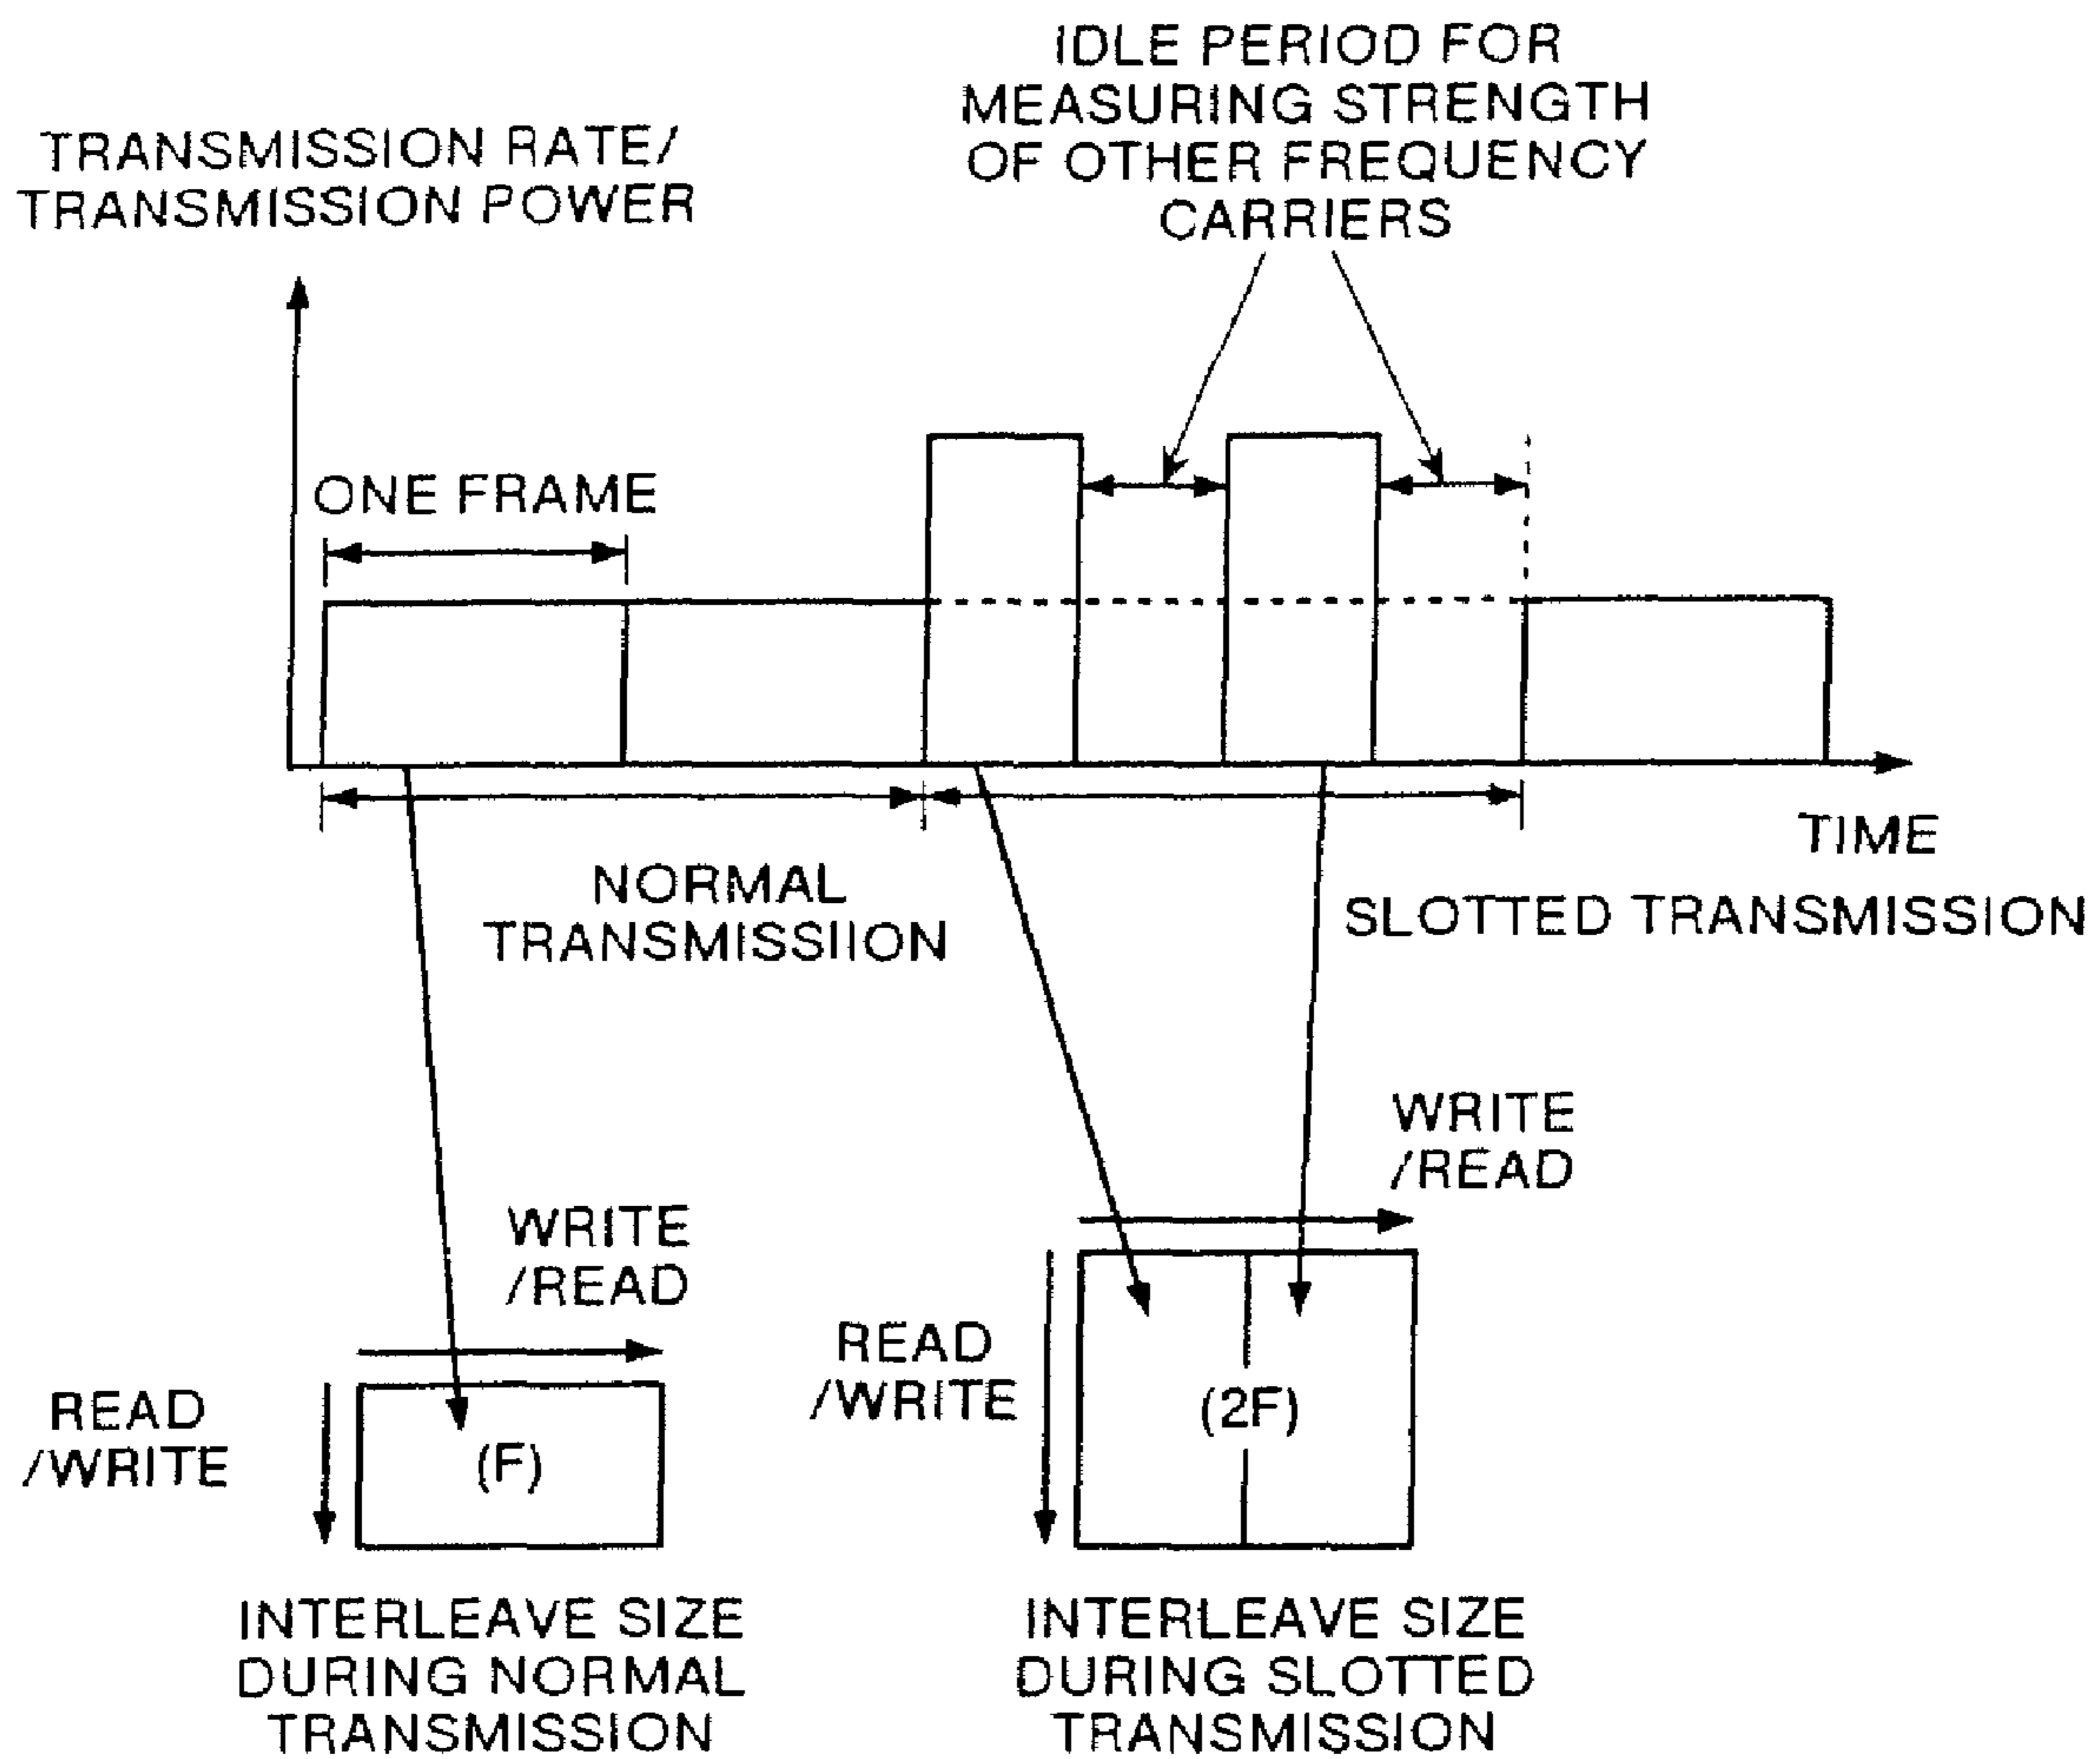 IDLE PERIOD FOR
MEASURING STRENGTH
OF OTHER FREQUENCY
CARRIERS
TRANSMISSION RATE/
TRANSMISSION POWER
ONE FRAME
TIME
NORMAL
TRANSMISSIION
SLOTTED TRANSMISSION
WRITE
/READ
READ
/WRITE
(F)
WRITE
/READ
READ
/WRITE
(2F)
INTERLEAVE SIZE
DURING NORMAL
TRANSMISSION
INTERLEAVE SIZE
DURING SLOTTED
TRANSMISSION